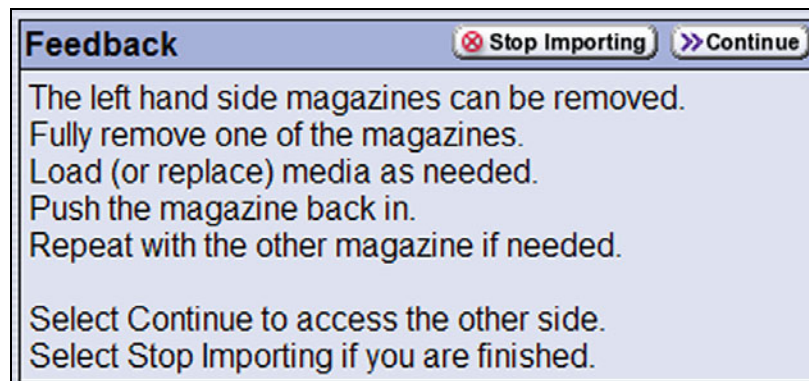 Feedback
Stop Importing
Continue
The left hand side magazines can be removed.
Fully remove one of the magazines.
Load (or replace) media as needed.
Push the magazine back in.
Repeat with the other magazine if needed.
Select Continue to access the other side.
Select Stop Importing if you are finished.